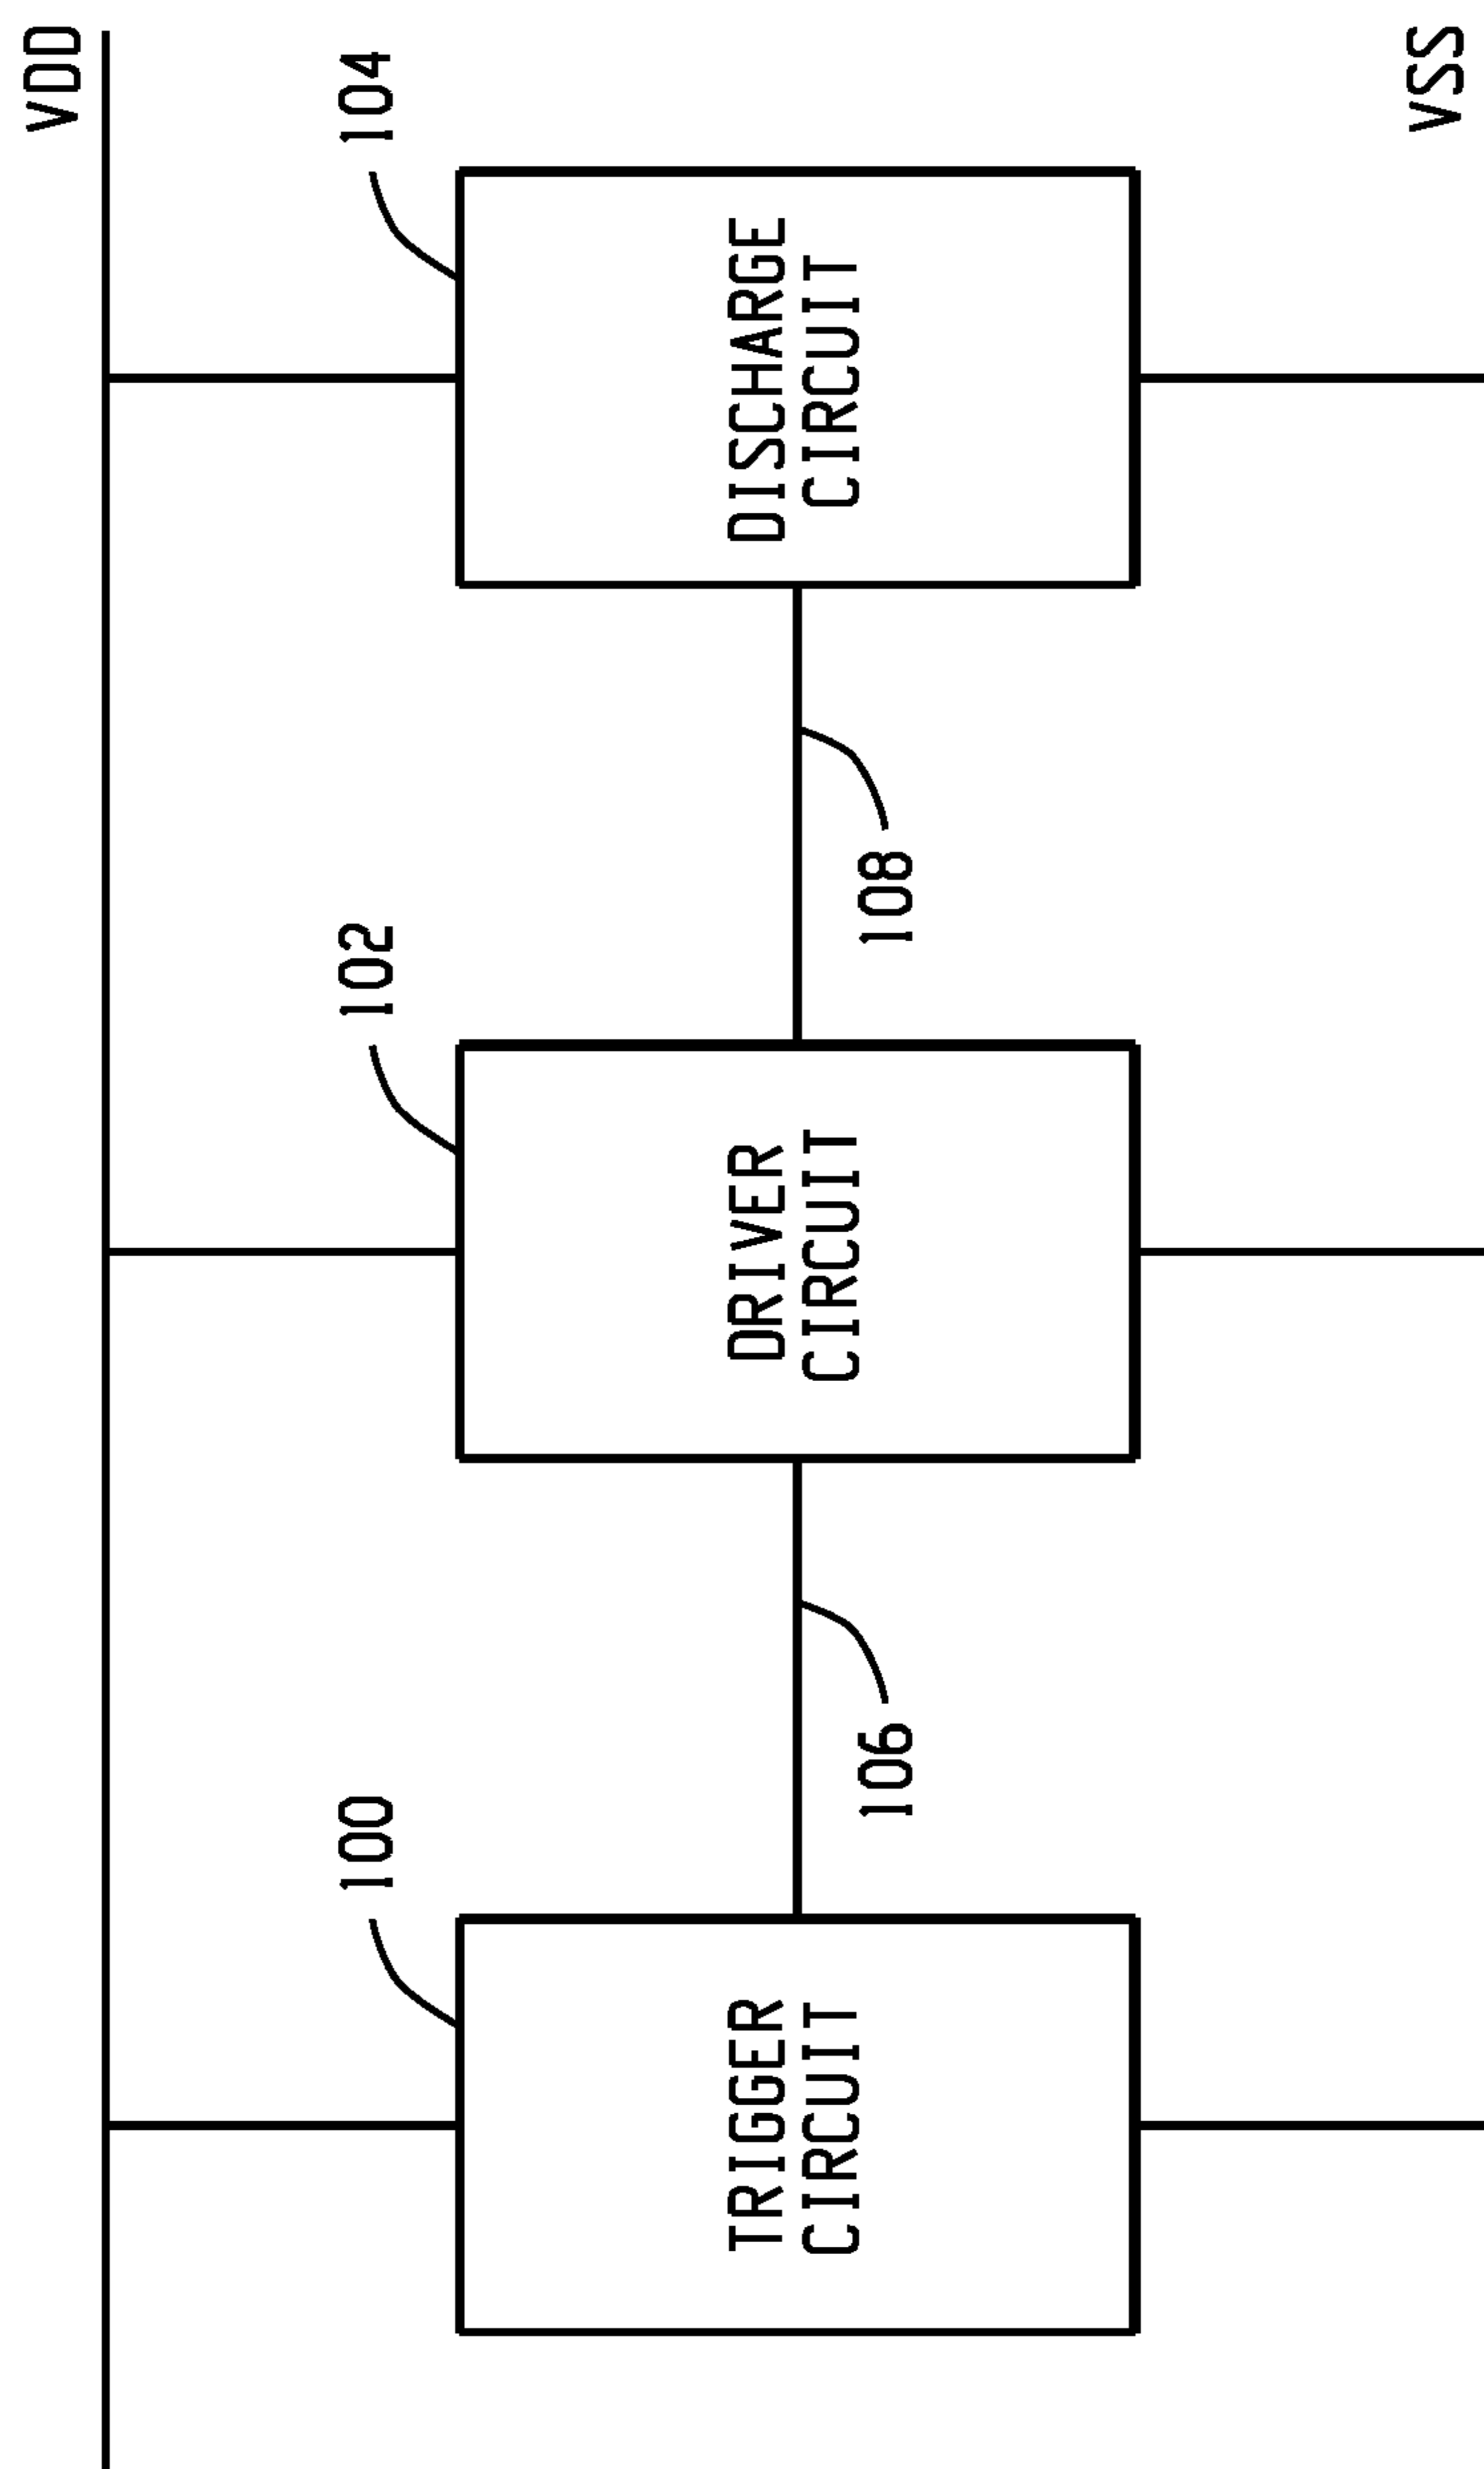 VDD
100
102
104
TRIGGER
CIRCUIT
DRIVER
CIRCUIT
DISCHARGE
CIRCUIT
106
108
VSS